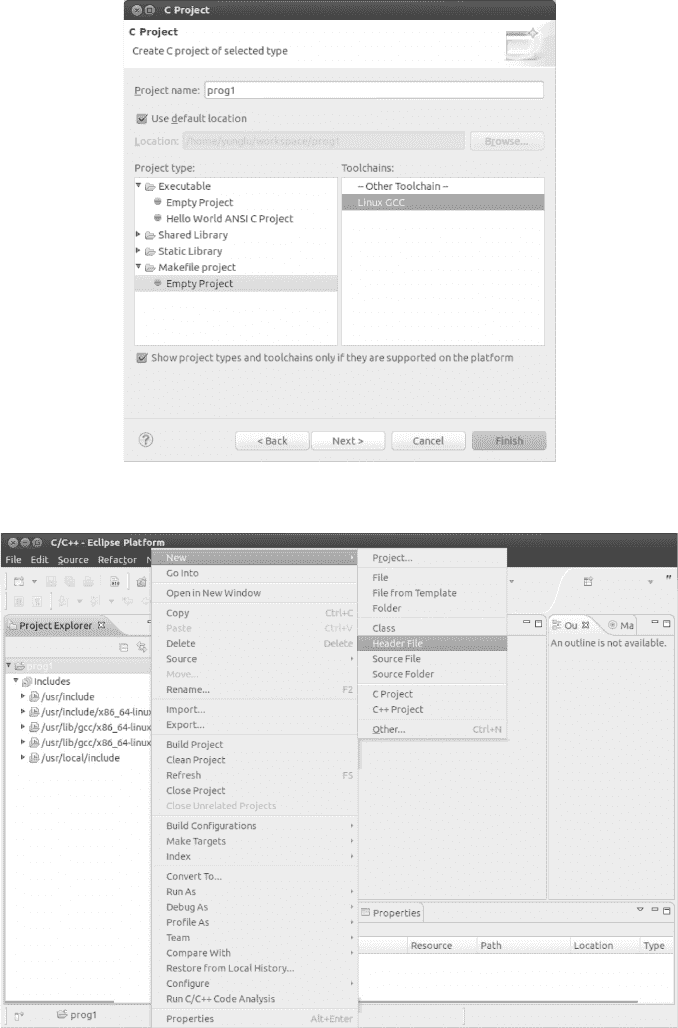 C Project
C Project
Create C project of selected type
Project name: prog1
Use default location
Location: /home/yunglu/workspace/prog1 Browse...
Project type: Toolchains:
Executable -- Other Toolchain --
Empty Project Linux GCC
Hello World ANSI C Project
Shared Library
Static Library
Makefile project
Empty Project
Show project types and toolchains only if they are supported on the platform
< Back Next > Cancel Finish
C/C++ - Eclipse Platform
File Edit Source Refactor
New
Go Into
Open in New Window
Copy Ctrl+C
Paste Ctrl+V
Delete Delete
Source
Move...
Rename... F2
Import...
Export...
Build Project
Clean Project
Refresh F5
Close Project
Close Unrelated Projects
Build Configurations
Make Targets
Index
Convert To...
Run As
Debug As
Profile As
Team
Compare With
Restore from Local History...
Configure
Run C/C++ Code Analysis
Properties Alt+Enter
Project...
File
File from Template
Folder
Class
Header File
Source File
Source Folder
C Project
C++ Project
Other... Ctrl+N
Project Explorer
prog1
Includes
/usr/include
/usr/include/x86_64-linux
/usr/lib/gcc/x86_64-linux
/usr/lib/gcc/x86_64-linux
/usr/local/include
Ou Ma
An outline is not available.
Properties
Resource Path Location Type
prog1